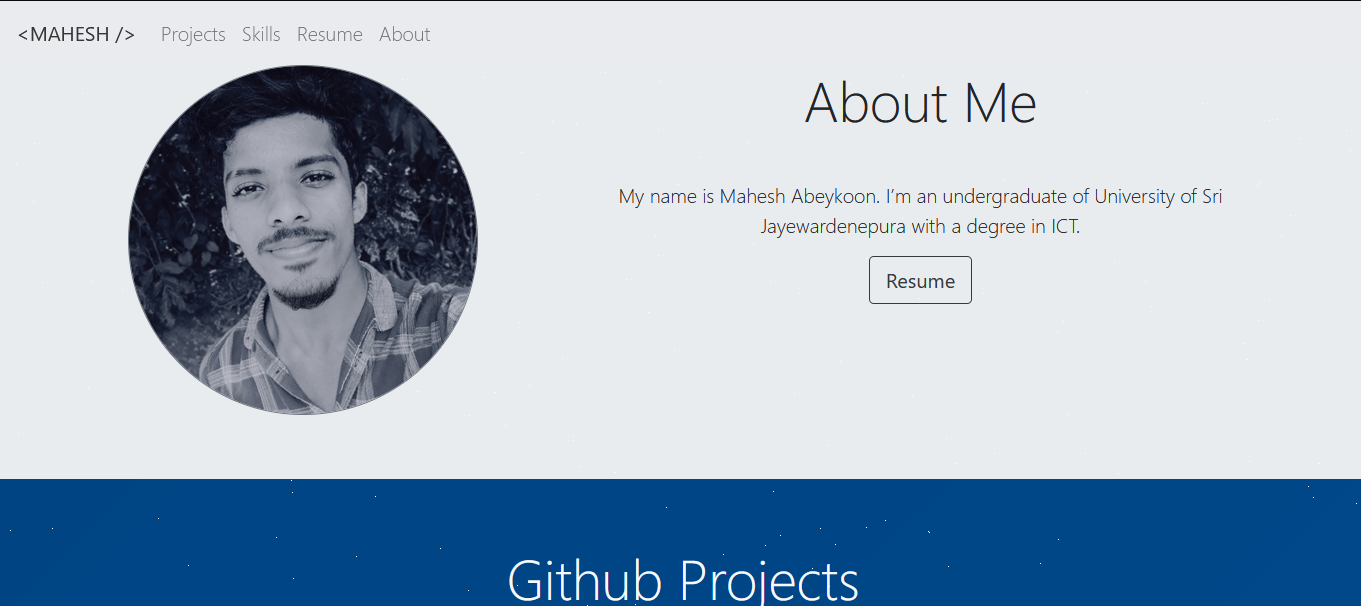 <MAHESH /> Projects Skills Resume About
About Me
My name is Mahesh Abeykoon. I’m an undergraduate of University of Sri
Jayewardenepura with a degree in ICT.
Resume
Github Projects